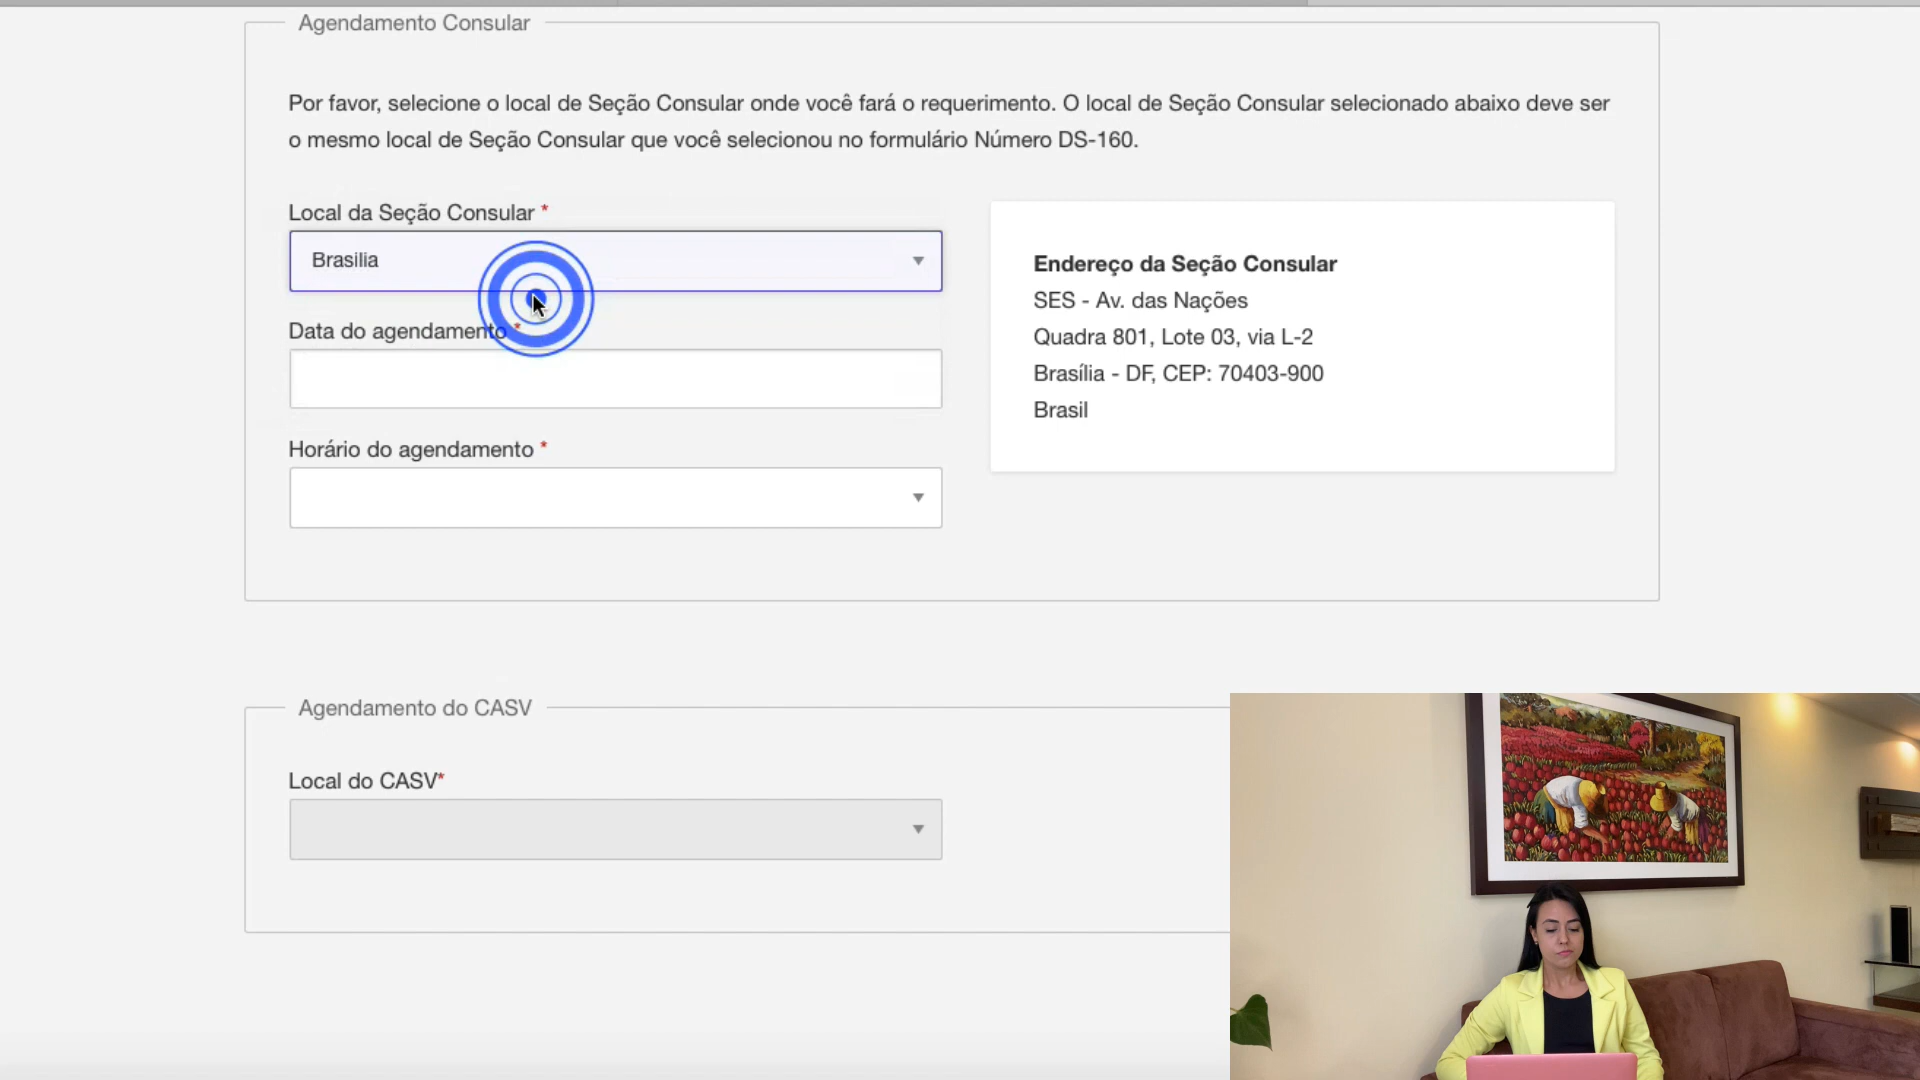 Agendamento Consular
Por favor, selecione o local de Seção Consular onde você fará o requerimento. O local de Seção Consular selecionado abaixo deve ser
o mesmo local de Seção Consular que você selecionou no formulário Número DS-160.
Local da Seção Consular *
Brasilia
Data do agendamento *
Horário do agendamento *
Endereço da Seção Consular
SES - Av. das Nações
Quadra 801, Lote 03, via L-2
Brasília - DF, CEP: 70403-900
Brasil
Agendamento do CASV
Local do CASV*